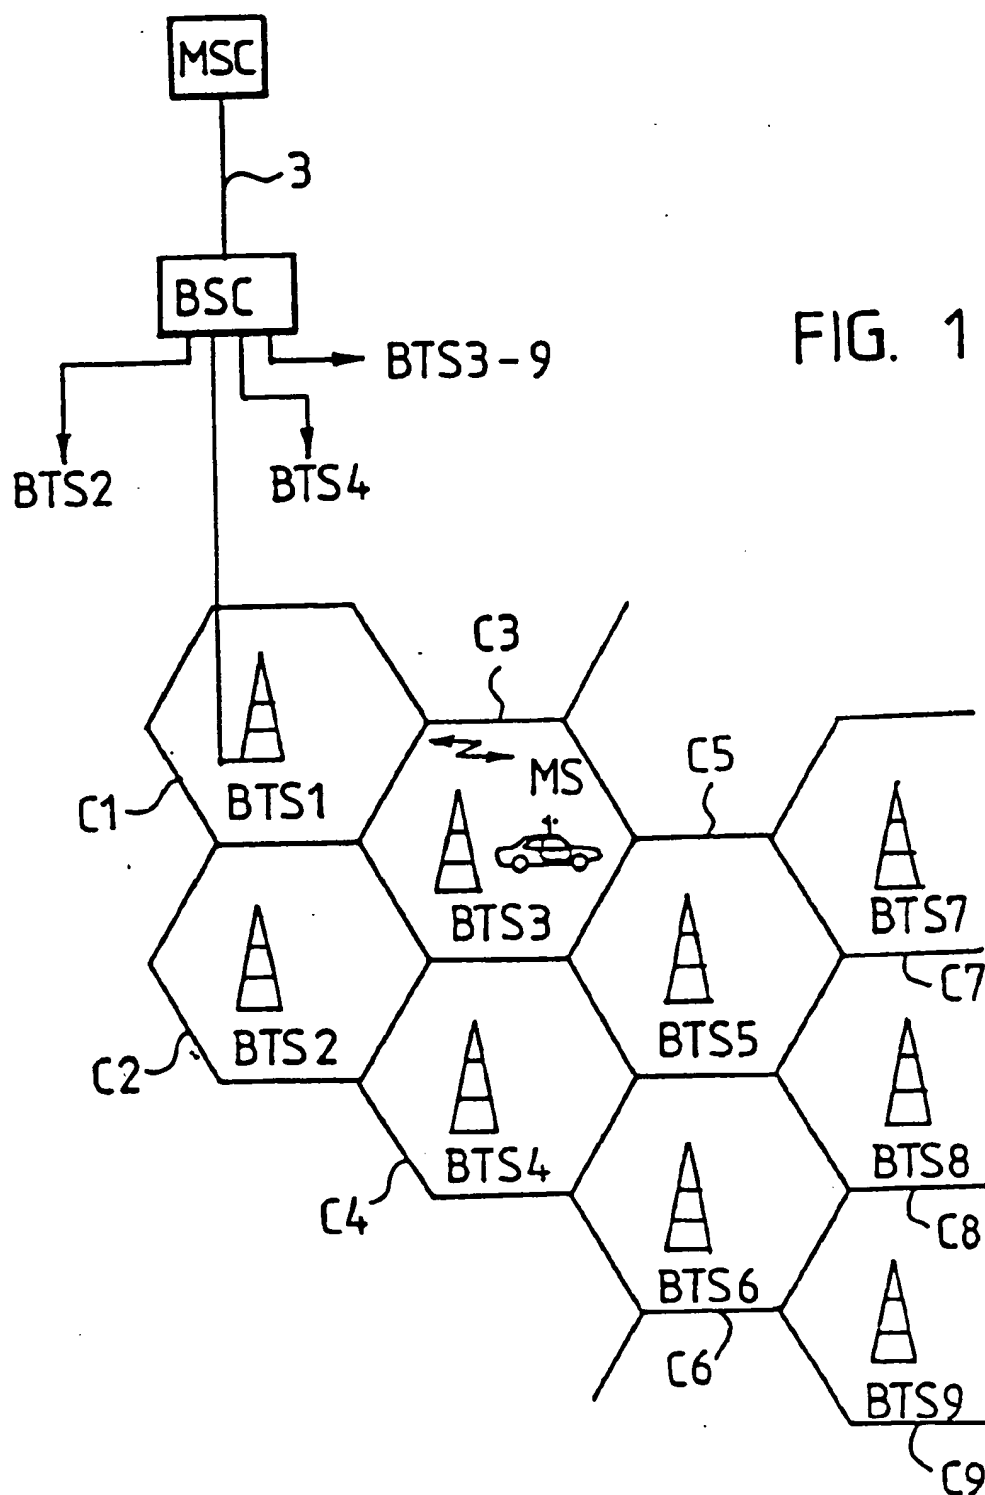 MSC
3
BSC
FIG. 1
BTS3-9
BTS2
BTS4
C3
C5
MS
C1
BTS1
BTS3
BTS7
C7
C2
BTS2
BTS5
BTS4
BTS8
C4
C8
BTS6
C6
BTS9
C9